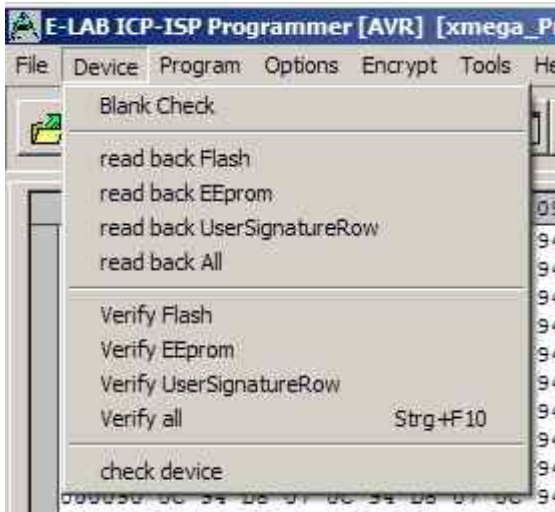 E-LAB ICP-ISP Programmer [AVR] [xmega_P
File Device Program Options Encrypt Tools He
Blank Check
read back Flash
read back EEprom
read back UserSignatureRow
read back All
Verify Flash
Verify EEprom
Verify UserSignatureRow
Verify all Strg+F10
check device